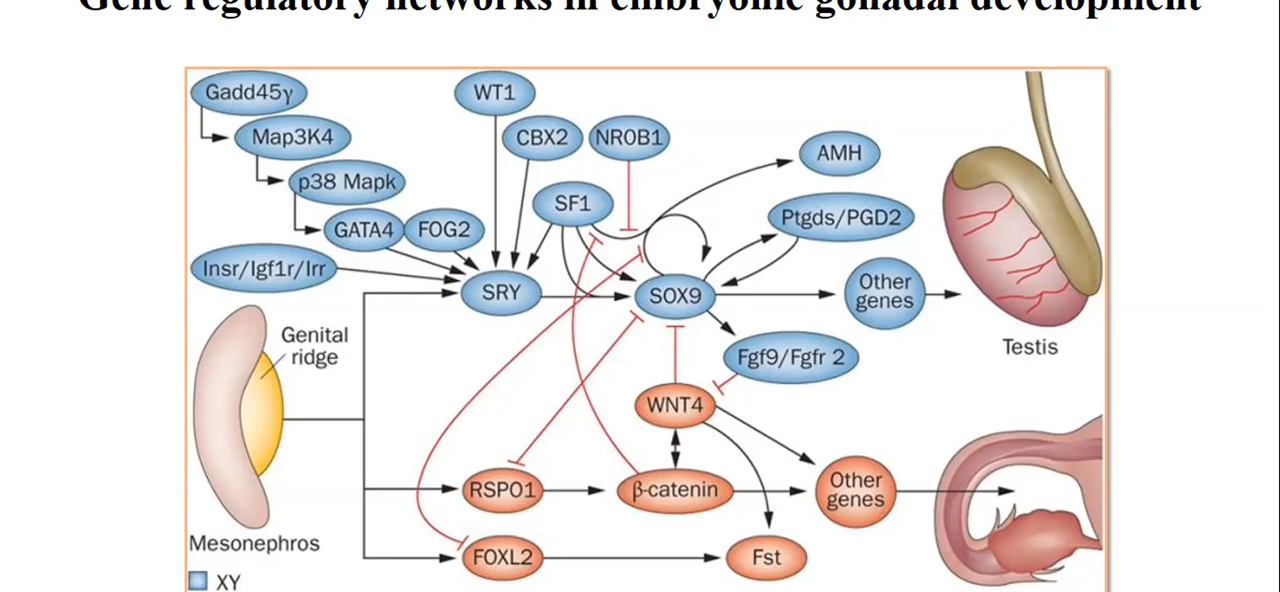 Gene regulatory networks in embryonic gonadal development
Gadd45γ
WT1
Map3K4
CBX2
NR0B1
AMH
p38 Mapk
SF1
GATA4
FOG2
Ptgds/PGD2
Insr/Igf1r/Irr
SRY
SOX9
Other
genes
Genital
ridge
Testis
Fgf9/Fgfr 2
WNT4
RSPO1
β-catenin
Other
genes
Mesonephros
FOXL2
Fst
XY